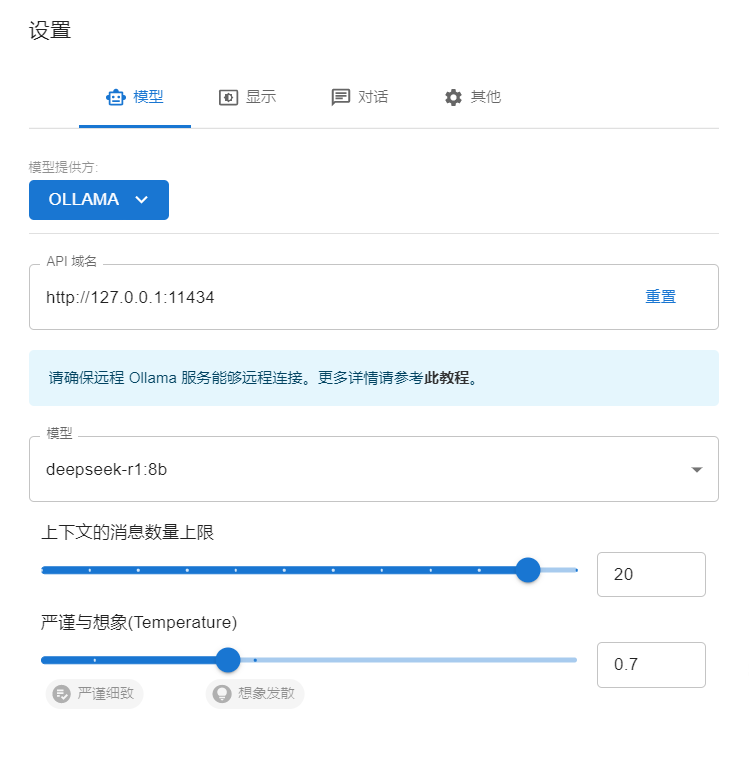 设置
模型 显示 对话 其他
模型提供方:
OLLAMA
API 域名
http://127.0.0.1:11434 重置
请确保远程 Ollama 服务能够远程连接。更多详情请参考此教程。
模型
deepseek-r1:8b
上下文的消息数量上限
20
严谨与想象(Temperature)
0.7
严谨细致 想象发散